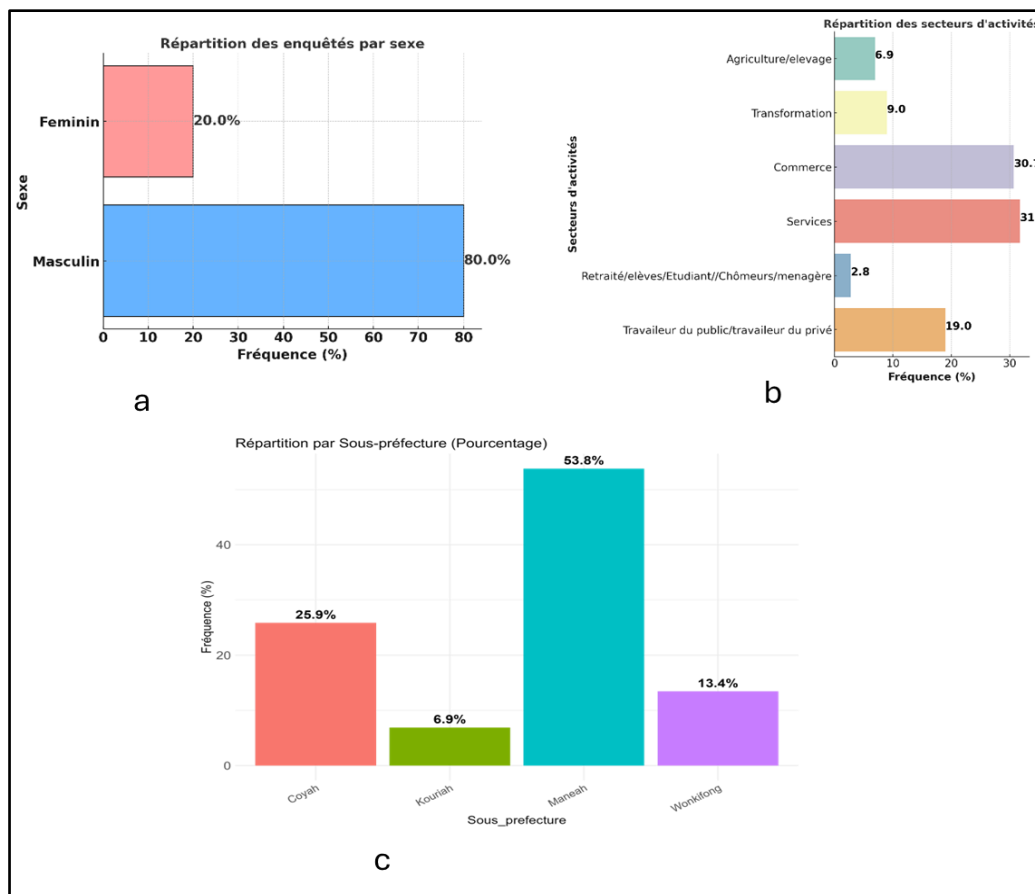 Répartition des enquêtés par sexe
Feminin
20.0%
Sexe
Masculin
80.0%
0 10 20 30 40 50 60 70 80
Fréquence (%)
a
Répartition des secteurs d'activités
Agriculture/elevage
6.9
Transformation
9.0
Commerce
30.7
Secteurs d'activités
Services
31
Retraité/elèves/Etudiant//Chômeurs/menagère
2.8
Travaileur du public/travaileur du privé
19.0
0 10 20 30
Fréquence (%)
b
Répartition par Sous-préfecture (Pourcentage)
53.8%
40
Fréquence (%)
25.9%
20
13.4%
6.9%
0
Coyah Kouriah Maneah Wonkifong
Sous_prefecture
c